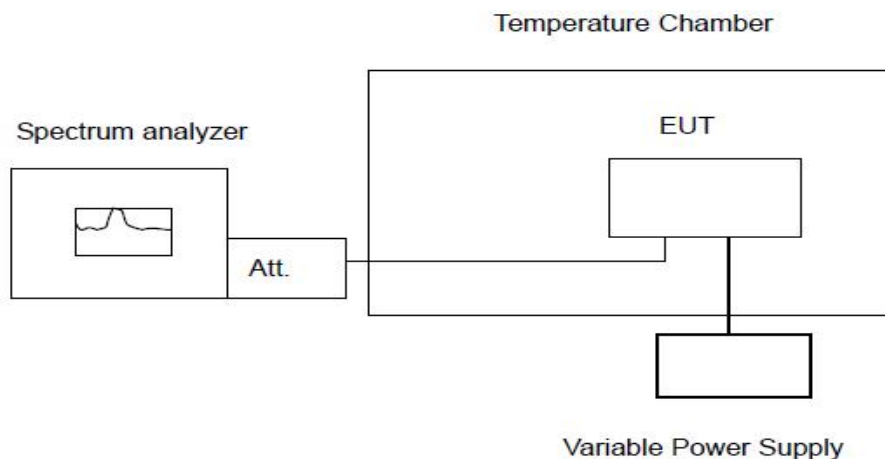 Temperature Chamber
Spectrum analyzer
EUT
Att.
Variable Power Supply